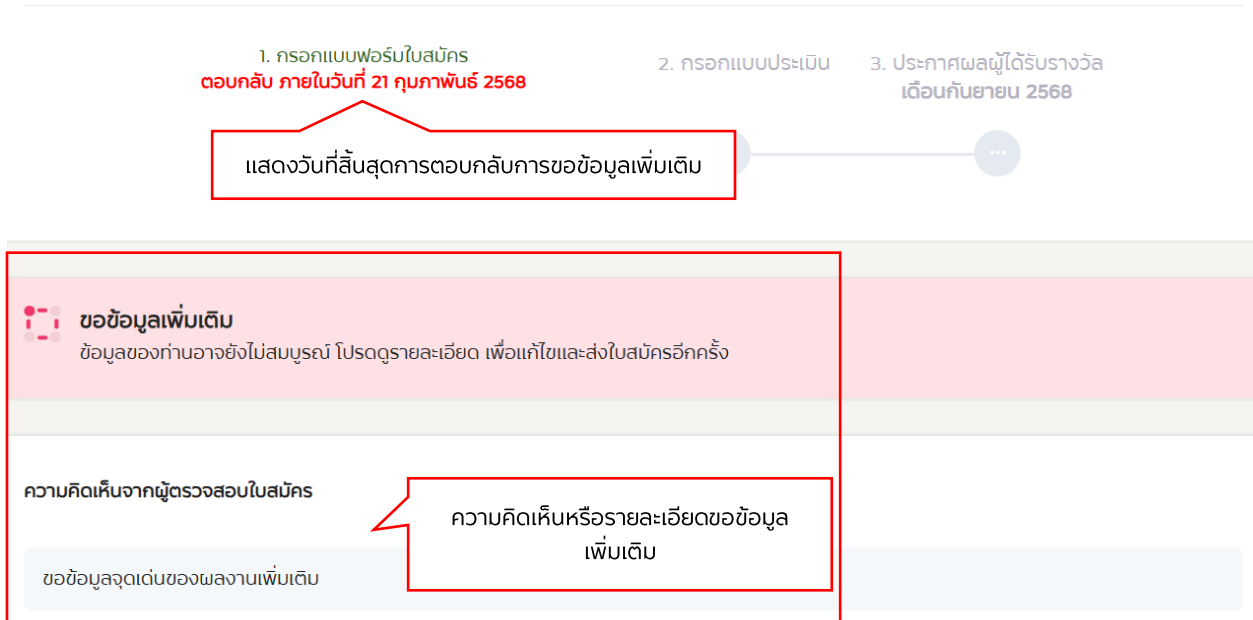 1. กรอกแบบฟอร์มใบสมัคร
ตอบกลับ ภายในวันที่ 21 กุมภาพันธ์ 2568
2. กรอกแบบประเมิน
3. ประกาศผลผู้ได้รับรางวัล
เดือนกันยายน 2568
แสดงวันที่สิ้นสุดการตอบกลับการขอข้อมูลเพิ่มเติม
ขอข้อมูลเพิ่มเติม
ข้อมูลของท่านอาจยังไม่สมบูรณ์ โปรดดูรายละเอียด เพื่อแก้ไขและส่งใบสมัครอีกครั้ง
ความคิดเห็นจากผู้ตรวจสอบใบสมัคร
ความคิดเห็นหรือรายละเอียดขอข้อมูล
เพิ่มเติม
ขอข้อมูลจุดเด่นของผลงานเพิ่มเติม